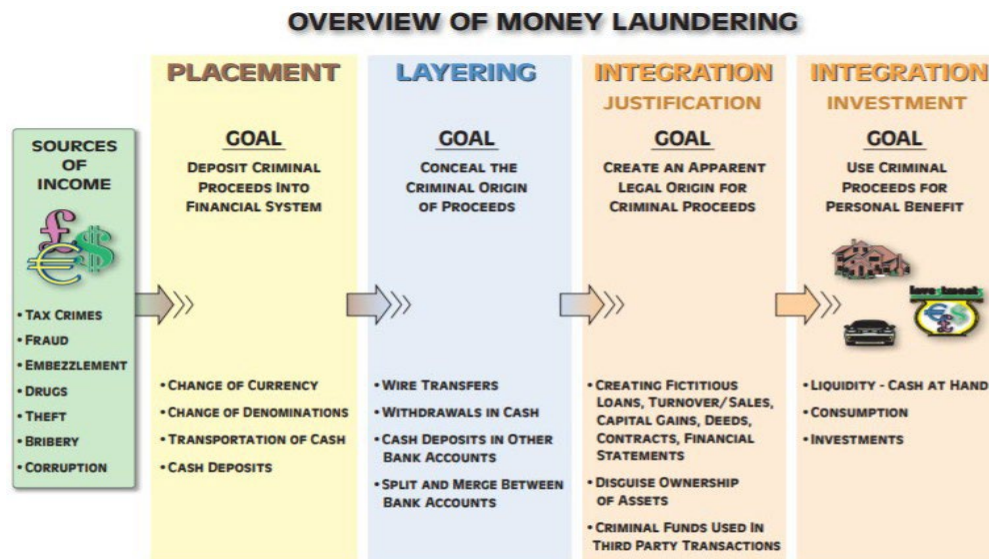 OVERVIEW OF MONEY LAUNDERING
SOURCES
OF
INCOME
• TAX CRIMES
• FRAUD
• EMBEZZLEMENT
• DRUGS
• THEFT
• BRIBERY
• CORRUPTION
PLACEMENT
GOAL
DEPOSIT CRIMINAL
PROCEEDS INTO
FINANCIAL SYSTEM
• CHANGE OF CURRENCY
• CHANGE OF DENOMINATIONS
• TRANSPORTATION OF CASH
• CASH DEPOSITS
LAYERING
GOAL
CONCEAL THE
CRIMINAL ORIGIN
OF PROCEEDS
• WIRE TRANSFERS
• WITHDRAWALS IN CASH
• CASH DEPOSITS IN OTHER
BANK ACCOUNTS
• SPLIT AND MERGE BETWEEN
BANK ACCOUNTS
INTEGRATION
JUSTIFICATION
GOAL
CREATE AN APPARENT
LEGAL ORIGIN FOR
CRIMINAL PROCEEDS
• CREATING FICTITIOUS
LOANS, TURNOVER/SALES,
CAPITAL GAINS, DEEDS,
CONTRACTS, FINANCIAL
STATEMENTS
• DISGUISE OWNERSHIP
OF ASSETS
• CRIMINAL FUNDS USED IN
THIRD PARTY TRANSACTIONS
INTEGRATION
INVESTMENT
GOAL
USE CRIMINAL
PROCEEDS FOR
PERSONAL BENEFIT
• LIQUIDITY - CASH AT HAND
• CONSUMPTION
• INVESTMENTS